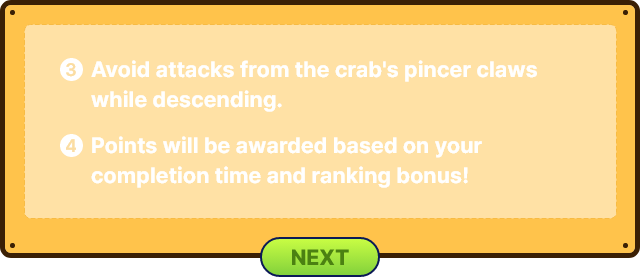 3 Avoid attacks from the crab's pincer claws
while descending.
4 Points will be awarded based on your
completion time and ranking bonus!
NEXT